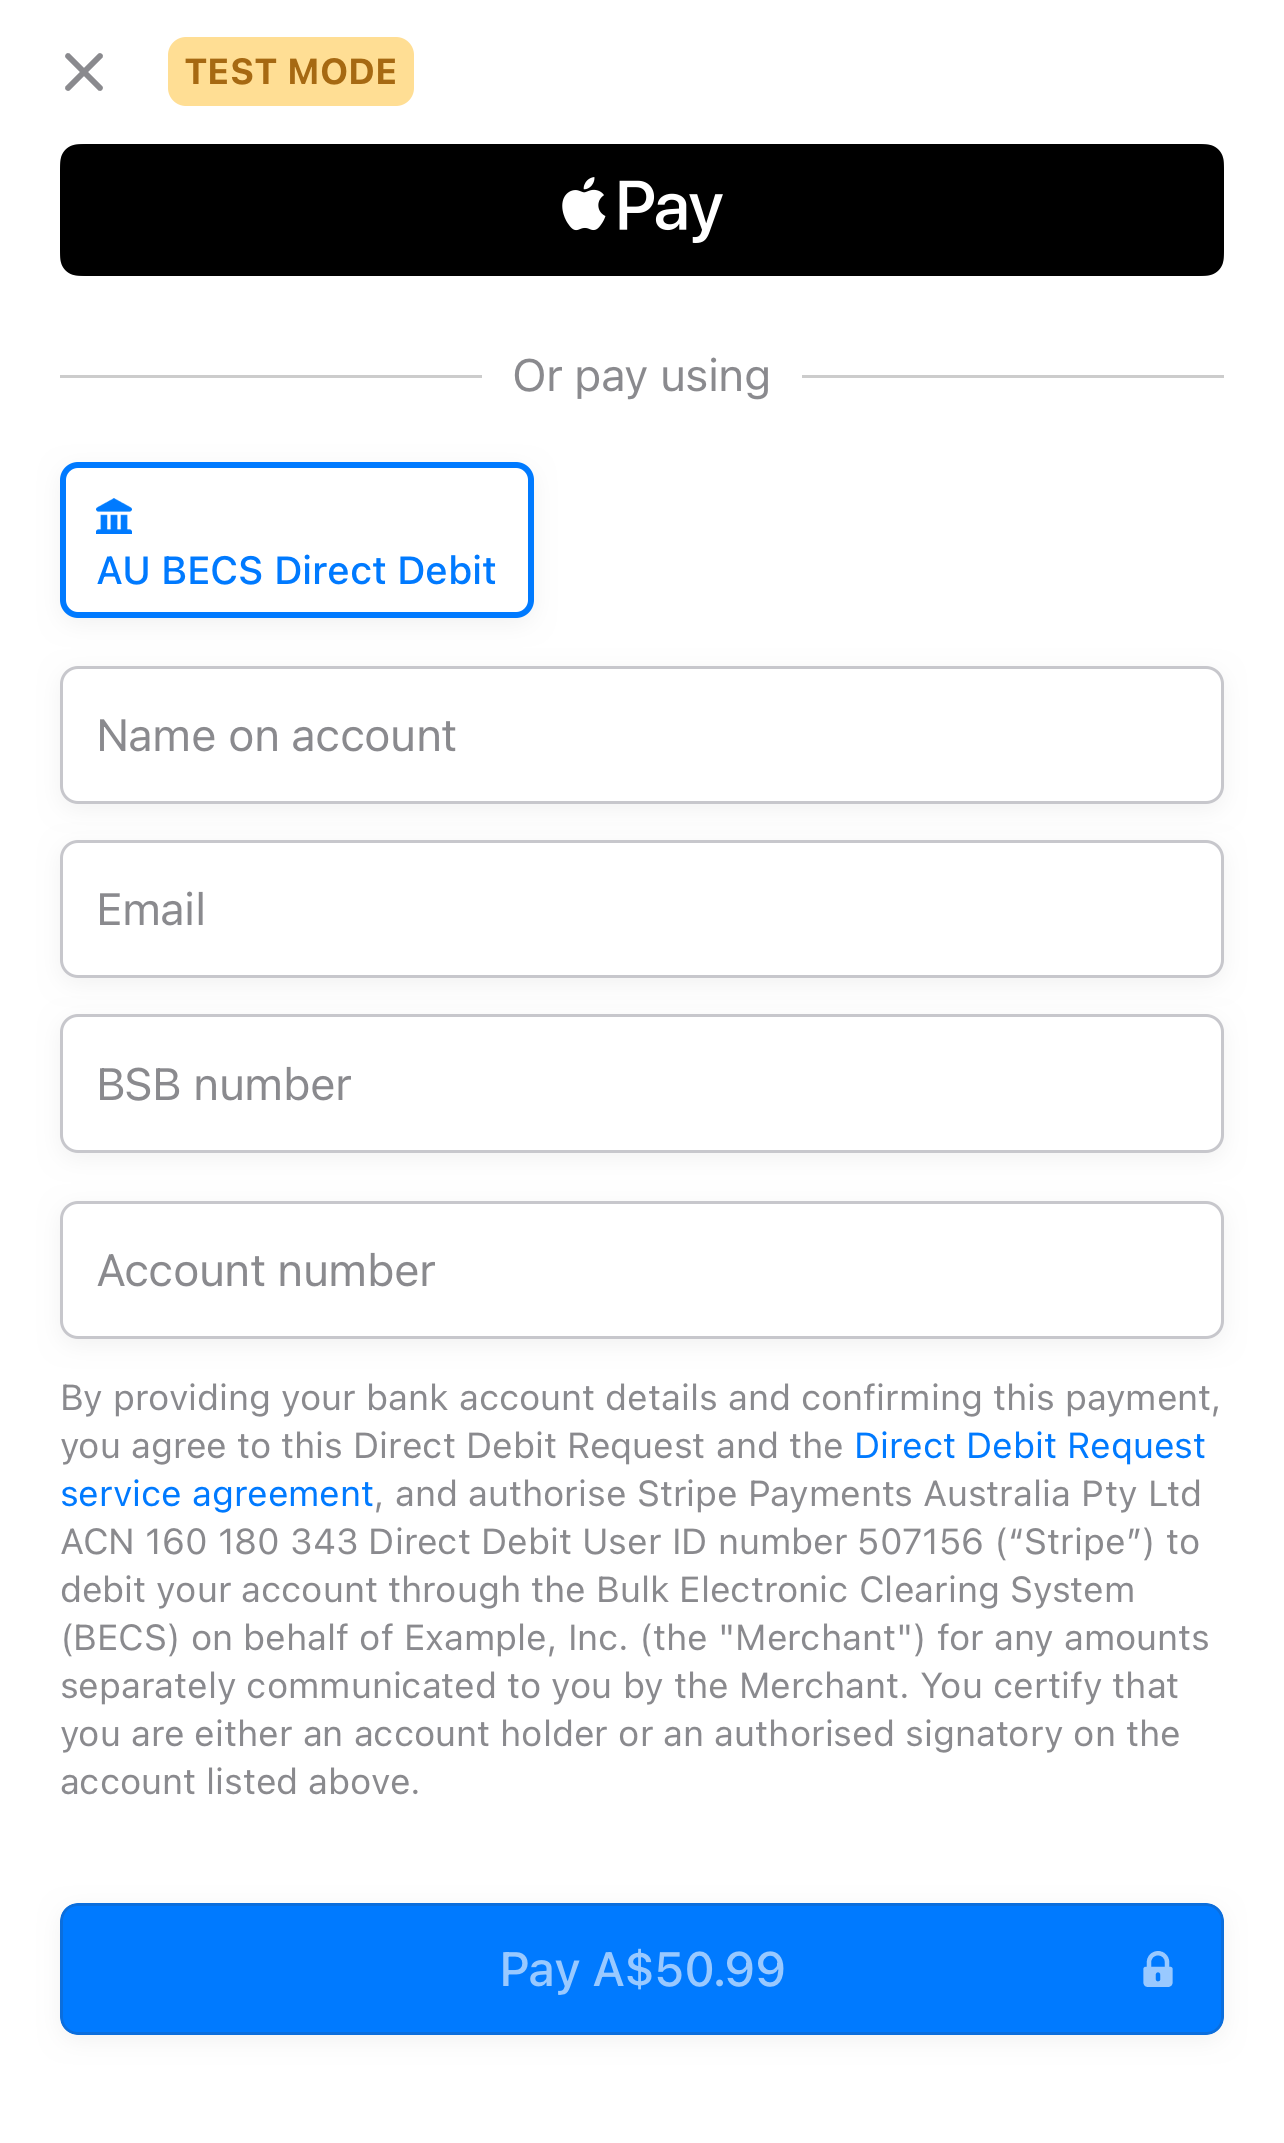 TEST MODE
Pay
Or pay using
AU BECS Direct Debit
Name on account
Email
BSB number
Account number
By providing your bank account details and confirming this payment,
you agree to this Direct Debit Request and the Direct Debit Request
service agreement, and authorise Stripe Payments Australia Pty Ltd
ACN 160 180 343 Direct Debit User ID number 507156 (“Stripe”) to
debit your account through the Bulk Electronic Clearing System
(BECS) on behalf of Example, Inc. (the "Merchant") for any amounts
separately communicated to you by the Merchant. You certify that
you are either an account holder or an authorised signatory on the
account listed above.
Pay A$50.99